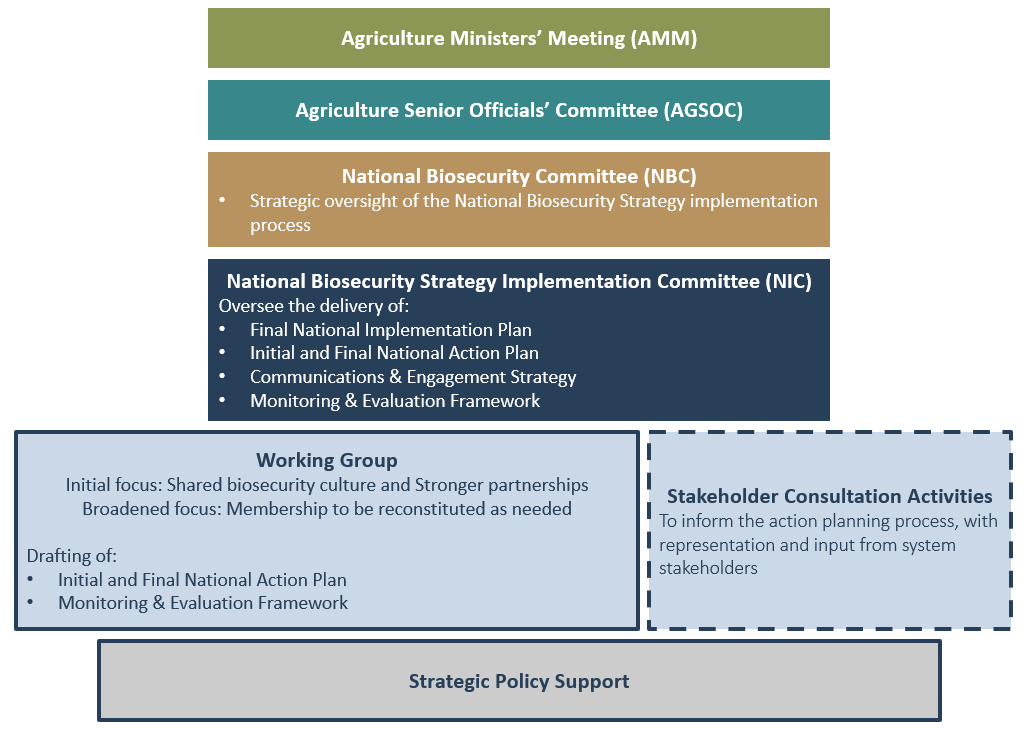 Agriculture Ministers’ Meeting (AMM)
Agriculture Senior Officials’ Committee (AGSOC)
National Biosecurity Committee (NBC)
• Strategic oversight of the National Biosecurity Strategy implementation
process
National Biosecurity Strategy Implementation Committee (NIC)
Oversee the delivery of:
• Final National Implementation Plan
• Initial and Final National Action Plan
• Communications & Engagement Strategy
• Monitoring & Evaluation Framework
Working Group
Initial focus: Shared biosecurity culture and Stronger partnerships
Broadened focus: Membership to be reconstituted as needed
Drafting of:
• Initial and Final National Action Plan
• Monitoring & Evaluation Framework
Stakeholder Consultation Activities
To inform the action planning process, with
representation and input from system
stakeholders
Strategic Policy Support